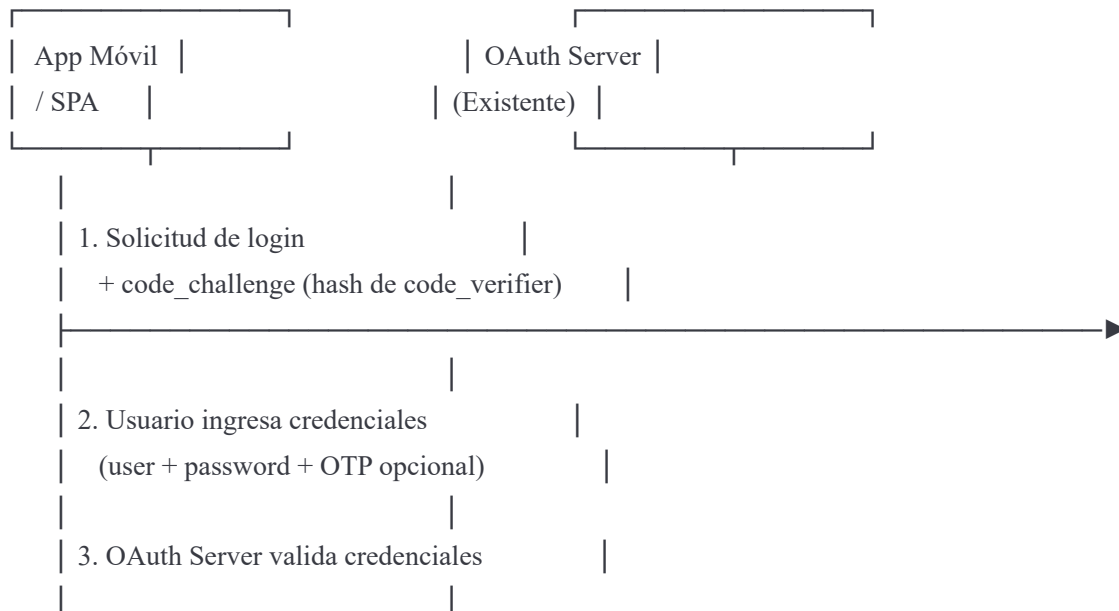 App Móvil
OAuth Server
/ SPA
(Existente)
1. Solicitud de login
+ code_challenge (hash de code_verifier)
2. Usuario ingresa credenciales
(user + password + OTP opcional)
3. OAuth Server valida credenciales